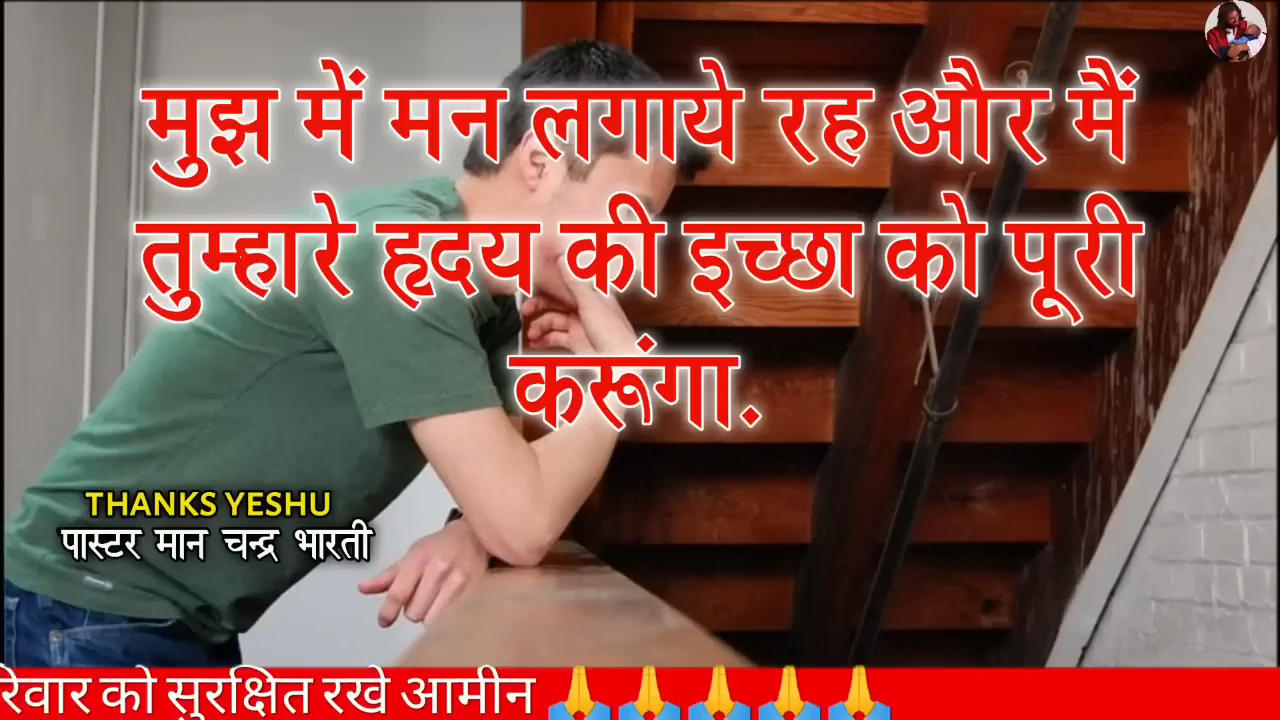 मुझ में मन लगाये रह और मैं
तुम्हारे हृदय की इच्छा को पूरी
करूंगा.
THANKS YESHU
पास्टर मान चन्द्र भारती
रिवार को सुरक्षित रखे आमीन 🙏🙏🙏🙏🙏